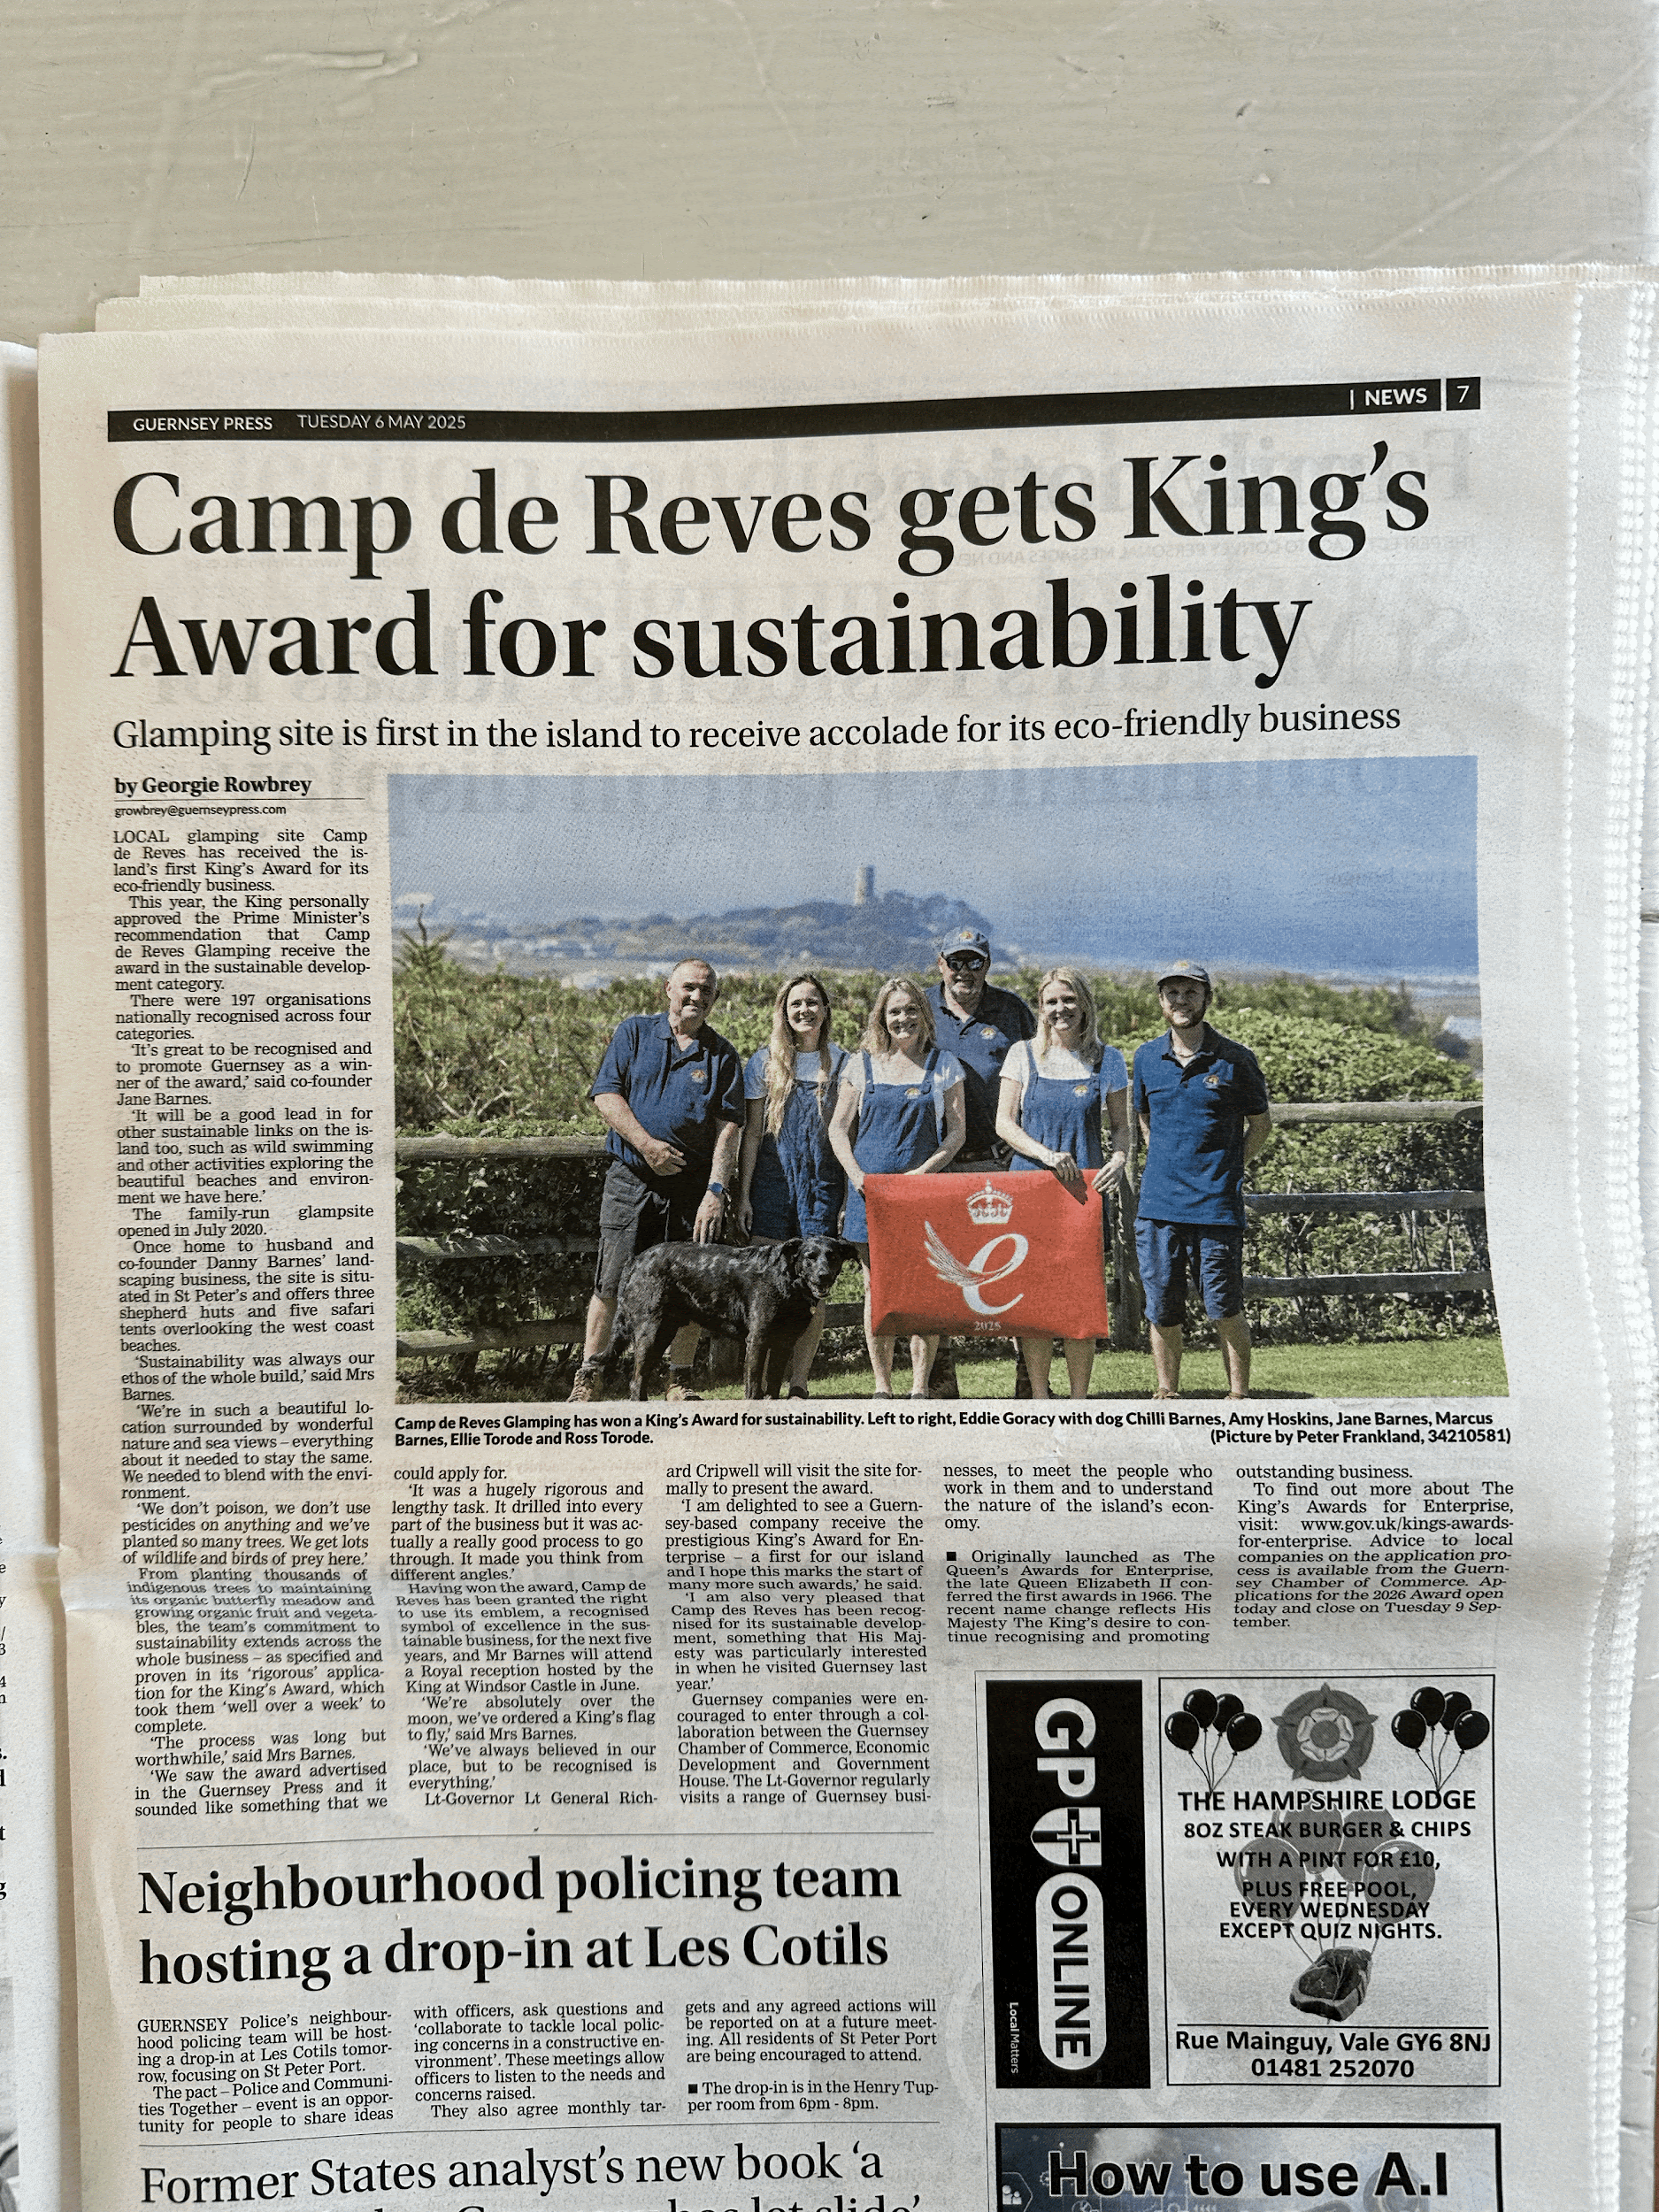 GUERNSEY PRESS TUESDAY 6 MAY 2025
| NEWS 7
Camp de Reves gets King's
Award for sustainability
Glamping site is first in the island to receive accolade for its eco-friendly business
by Georgie Rowbrey
growbrey@guernseypress.com
LOCAL glamping site Camp
de Reves has received the is-
land's first King's Award for its
eco-friendly business.
This year, the King personally
approved the Prime Minister's
recommendation that Camp
de Reves Glamping receive the
award in the sustainable develop-
ment category.
There were 197 organisations
nationally recognised across four
categories.
'It's great to be recognised and
to promote Guernsey as a win-
ner of the award,' said co-founder
Jane Barnes.
'It will be a good lead in for
other sustainable links on the is-
land too, such as wild swimming
and other activities exploring the
beautiful beaches and environ-
ment we have here.'
The family-run glampsite
opened in July 2020.
Once home to husband and
co-founder Danny Barnes' land-
scaping business, the site is situ-
ated in St Peter's and offers three
shepherd huts and five safari
tents overlooking the west coast
beaches.
'Sustainability was always our
ethos of the whole build,' said Mrs
Barnes.
'We're in such a beautiful lo-
cation surrounded by wonderful
nature and sea views – everything
about it needed to stay the same.
We needed to blend with the envi-
ronment.
'We don't poison, we don't use
pesticides on anything and we've
planted so many trees. We get lots
of wildlife and birds of prey here.'
From planting thousands of
indigenous trees to maintaining
its organic butterfly meadow and
growing organic fruit and vegeta-
bles, the team's commitment to
sustainability extends across the
whole business – as specified and
proven in its 'rigorous' applica-
tion for the King's Award, which
took them 'well over a week' to
complete.
'The process was long but
worthwhile,' said Mrs Barnes.
'We saw the award advertised
in the Guernsey Press and it
sounded like something that we
2025
Camp de Reves Glamping has won a King's Award for sustainability. Left to right, Eddie Goracy with dog Chilli Barnes, Amy Hoskins, Jane Barnes, Marcus
Barnes, Ellie Torode and Ross Torode. (Picture by Peter Frankland, 34210581)
could apply for.
'It was a hugely rigorous and
lengthy task. It drilled into every
part of the business but it was ac-
tually a really good process to go
through. It made you think from
different angles.'
Having won the award, Camp de
Reves has been granted the right
to use its emblem, a recognised
symbol of excellence in the sus-
tainable business, for the next five
years, and Mr Barnes will attend
a Royal reception hosted by the
King at Windsor Castle in June.
'We're absolutely over the
moon, we've ordered a King's flag
to fly,' said Mrs Barnes.
'We've always believed in our
place, but to be recognised is
everything.'
Lt-Governor Lt General Rich-
ard Cripwell will visit the site for-
mally to present the award.
'I am delighted to see a Guern-
sey-based company receive the
prestigious King's Award for En-
terprise – a first for our island
and I hope this marks the start of
many more such awards,' he said.
'I am also very pleased that
Camp des Reves has been recog-
nised for its sustainable develop-
ment, something that His Maj-
esty was particularly interested
in when he visited Guernsey last
year.'
Guernsey companies were en-
couraged to enter through a col-
laboration between the Guernsey
Chamber of Commerce, Economic
Development and Government
House. The Lt-Governor regularly
visits a range of Guernsey busi-
nesses, to meet the people who
work in them and to understand
the nature of the island's econ-
omy.
■ Originally launched as The
Queen's Awards for Enterprise,
the late Queen Elizabeth II con-
ferred the first awards in 1966. The
recent name change reflects His
Majesty The King's desire to con-
tinue recognising and promoting
outstanding business.
To find out more about The
King's Awards for Enterprise,
visit: www.gov.uk/kings-awards-
for-enterprise. Advice to local
companies on the application pro-
cess is available from the Guern-
sey Chamber of Commerce. Ap-
plications for the 2026 Award open
today and close on Tuesday 9 Sep-
tember.
Neighbourhood policing team
hosting a drop-in at Les Cotils
GUERNSEY Police's neighbour-
hood policing team will be host-
ing a drop-in at Les Cotils tomor-
row, focusing on St Peter Port.
The pact – Police and Communi-
ties Together – event is an oppor-
tunity for people to share ideas
with officers, ask questions and
'collaborate to tackle local polic-
ing concerns in a constructive en-
vironment'. These meetings allow
officers to listen to the needs and
concerns raised.
They also agree monthly tar-
gets and any agreed actions will
be reported on at a future meet-
ing. All residents of St Peter Port
are being encouraged to attend.
■ The drop-in is in the Henry Tup-
per room from 6pm - 8pm.
GP ONLINE
Local Matters
THE HAMPSHIRE LODGE
8OZ STEAK BURGER & CHIPS
WITH A PINT FOR £10,
PLUS FREE POOL,
EVERY WEDNESDAY
EXCEPT QUIZ NIGHTS.
Rue Mainguy, Vale GY6 8NJ
01481 252070
Former States analyst's new book 'a
How to use A.I